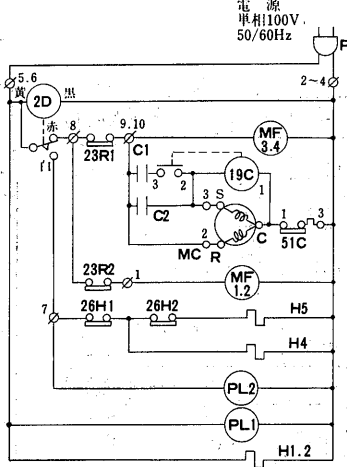 電源
単相100V
50/60Hz
P
5.6
2~4
黄
2D
黒
赤
8
9.10
f1
23R1
C1
MF
3.4
3
2
19C
1
C2
3
S
1
3
C
51C
2
MC
R
23R2
1
MF
1.2
7
26H1
26H2
H5
H4
PL2
PL1
H1.2